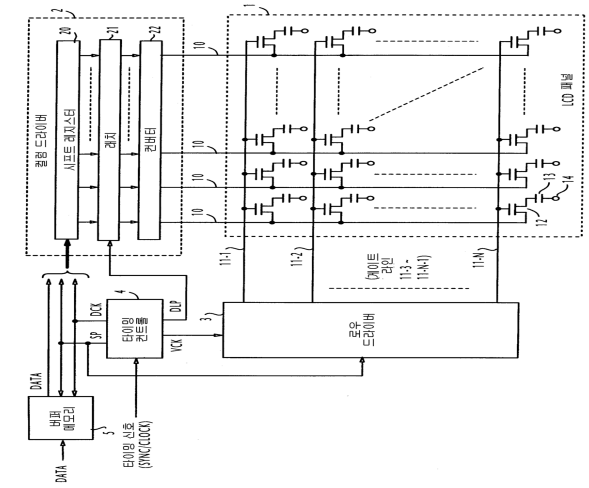 2
컬럼 드라이버
시프트 레지스터
20
래치
21
컨버터
22
DATA
버퍼
메모리
5
DATA
SP
DCK
타이밍
컨트롤
4
DLP
VCK
타이밍 신호
(SYNC/CLOCK)
10
10
10
10
1
3
로우
드라이버
11-1
11-2
(게이트
라인
11-3 -
11-N-1)
11-N
12
13
14
LCD 패널